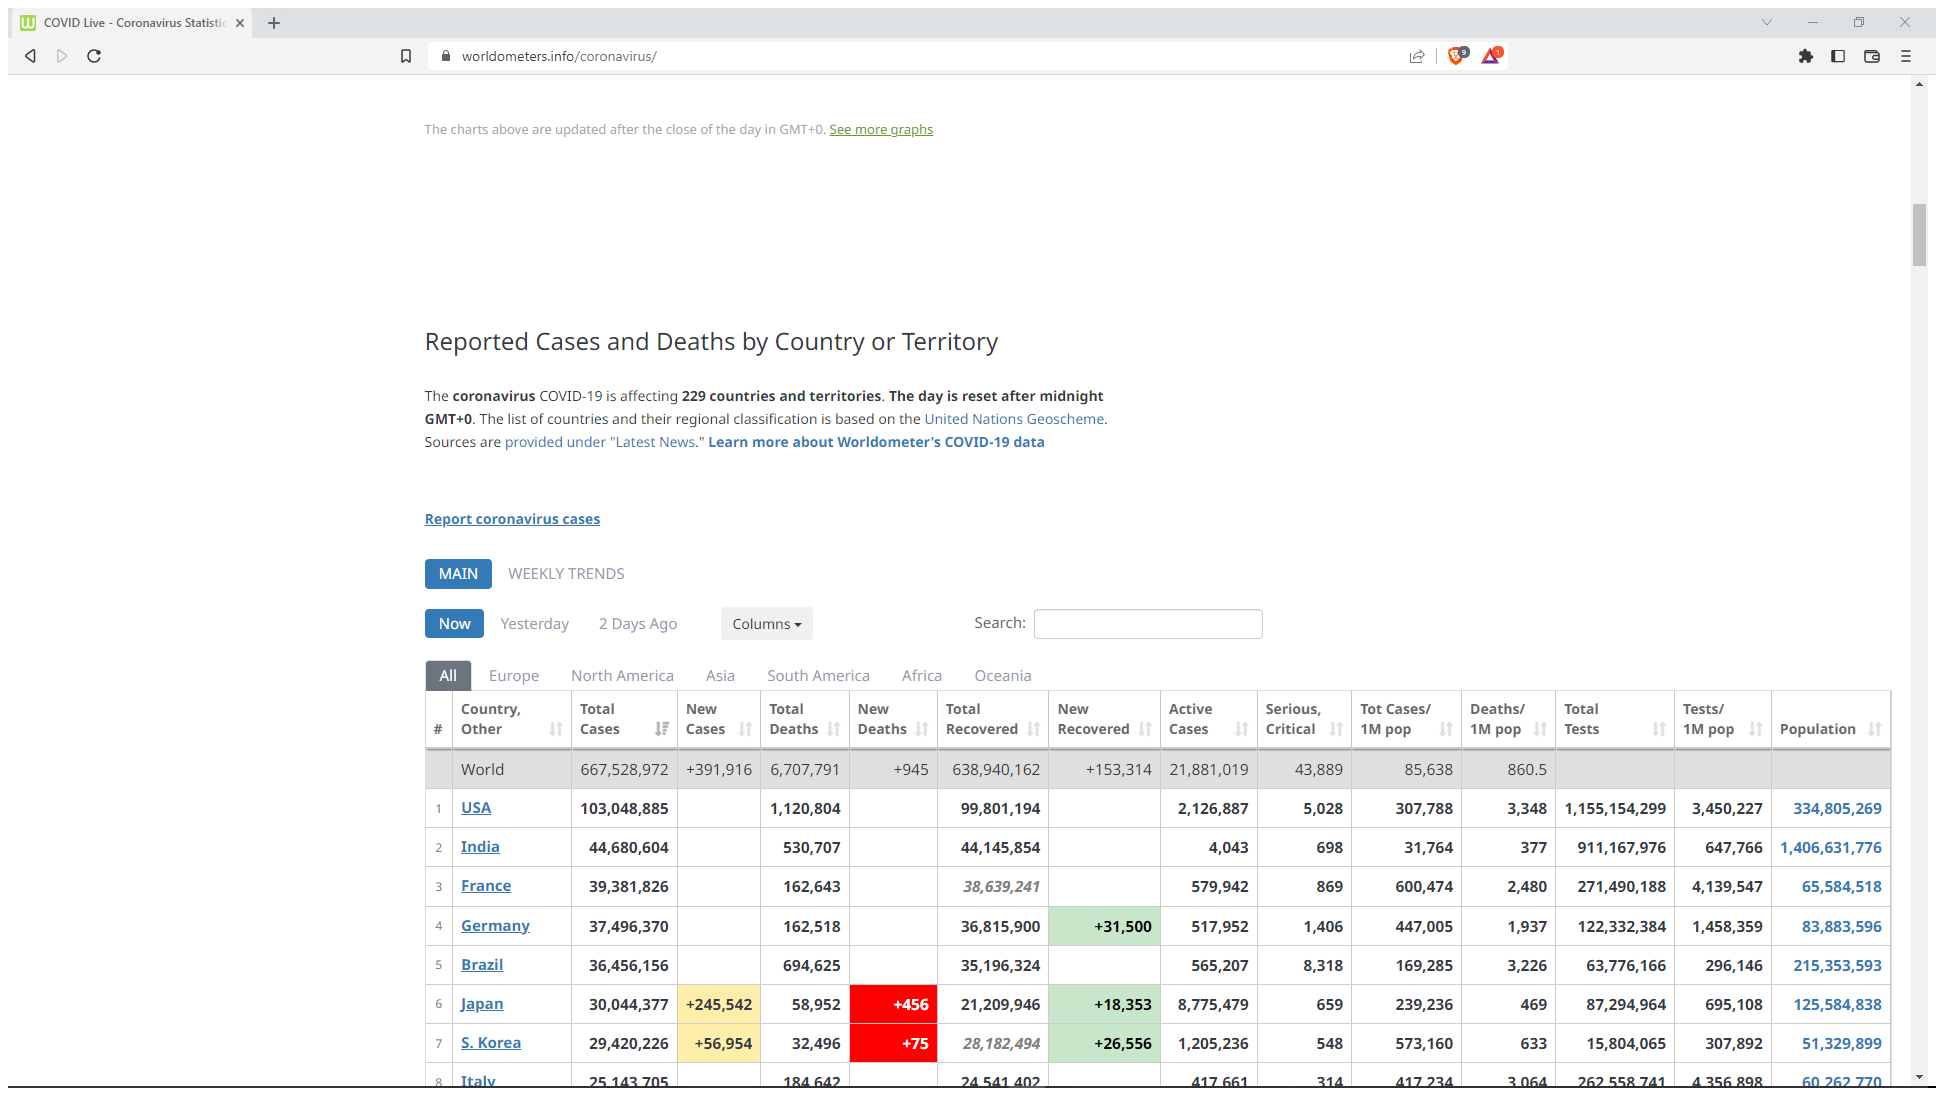 COVID Live - Coronavirus Statistic
worldometers.info/coronavirus/
9
1
The charts above are updated after the close of the day in GMT+0. See more graphs
Reported Cases and Deaths by Country or Territory
The coronavirus COVID-19 is affecting 229 countries and territories. The day is reset after midnight
GMT+0. The list of countries and their regional classification is based on the United Nations Geoscheme.
Sources are provided under "Latest News." Learn more about Worldometer's COVID-19 data
Report coronavirus cases
MAIN WEEKLY TRENDS
Now Yesterday 2 Days Ago Columns Search:
All Europe North America Asia South America Africa Oceania
# Country, Other Total Cases New Cases Total Deaths New Deaths Total Recovered New Recovered Active Cases Serious, Critical Tot Cases/ 1M pop Deaths/ 1M pop Total Tests Tests/ 1M pop Population
World 667,528,972 +391,916 6,707,791 +945 638,940,162 +153,314 21,881,019 43,889 85,638 860.5
1 USA 103,048,885 1,120,804 99,801,194 2,126,887 5,028 307,788 3,348 1,155,154,299 3,450,227 334,805,269
2 India 44,680,604 530,707 44,145,854 4,043 698 31,764 377 911,167,976 647,766 1,406,631,776
3 France 39,381,826 162,643 38,639,241 579,942 869 600,474 2,480 271,490,188 4,139,547 65,584,518
4 Germany 37,496,370 162,518 36,815,900 +31,500 517,952 1,406 447,005 1,937 122,332,384 1,458,359 83,883,596
5 Brazil 36,456,156 694,625 35,196,324 565,207 8,318 169,285 3,226 63,776,166 296,146 215,353,593
6 Japan 30,044,377 +245,542 58,952 +456 21,209,946 +18,353 8,775,479 659 239,236 469 87,294,964 695,108 125,584,838
7 S. Korea 29,420,226 +56,954 32,496 +75 28,182,494 +26,556 1,205,236 548 573,160 633 15,804,065 307,892 51,329,899
8 Italy 25,143,705 184,642 24,541,402 417,661 314 417,234 3,064 262,558,741 4,356,898 60,262,770